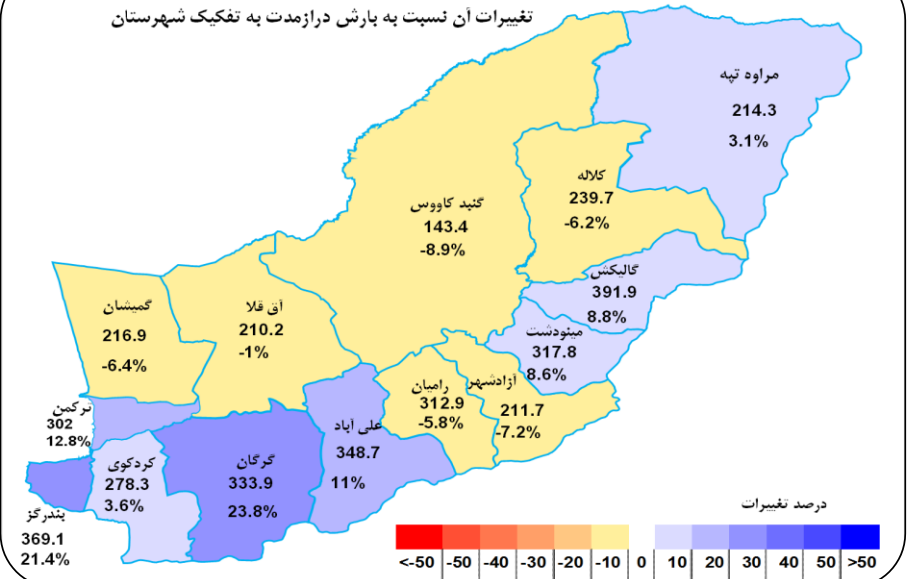 تغییرات آن نسبت به بارش درازمدت به تفکیک شهرستان
مراوه تپه
214.3
3.1%
کلاله
239.7
-6.2%
گنبد کاووس
143.4
-8.9%
گالیکش
391.9
8.8%
گمیشان
216.9
-6.4%
آق قلا
210.2
-1%
مینودشت
317.8
8.6%
آزادشهر
211.7
-7.2%
رامیان
312.9
-5.8%
ترکمن
302
12.8%
علی آباد
348.7
11%
گرگان
333.9
23.8%
کردکوی
278.3
3.6%
بندرگز
369.1
21.4%
درصد تغییرات
<-50 -50 -40 -30 -20 -10 0 10 20 30 40 50 >50